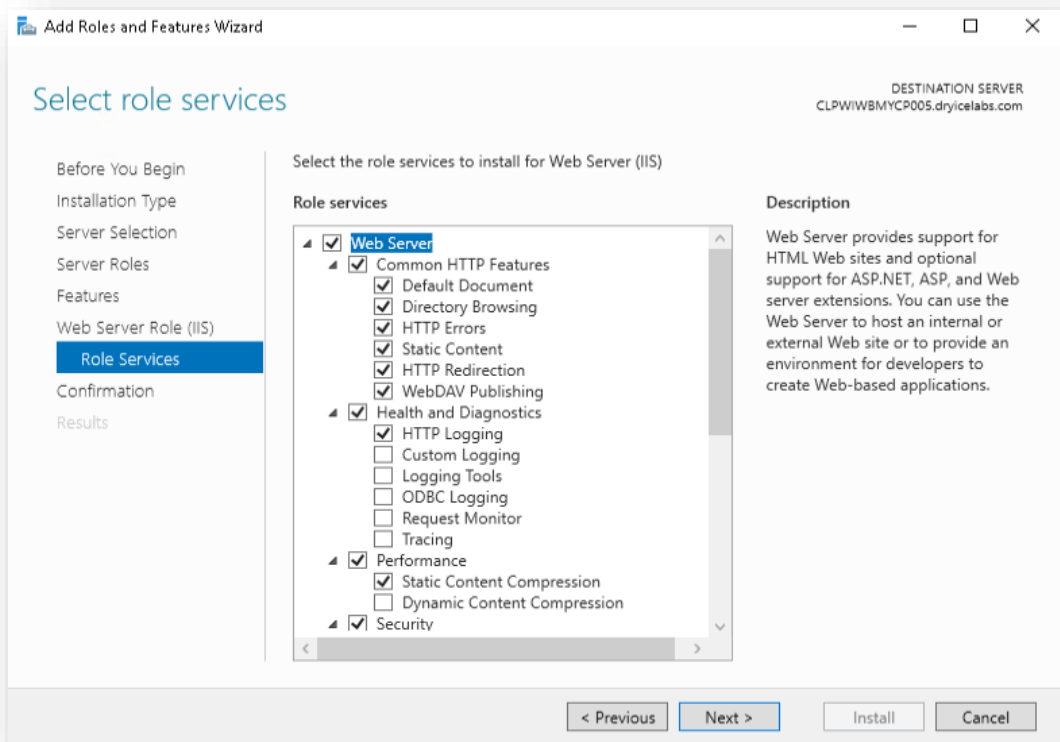 Add Roles and Features Wizard
Select role services
DESTINATION SERVER
CLPWIWBMYCP005.dryicelabs.com
Before You Begin
Installation Type
Server Selection
Server Roles
Features
Web Server Role (IIS)
Role Services
Confirmation
Results
Select the role services to install for Web Server (IIS)
Role services
Web Server
Common HTTP Features
Default Document
Directory Browsing
HTTP Errors
Static Content
HTTP Redirection
WebDAV Publishing
Health and Diagnostics
HTTP Logging
Custom Logging
Logging Tools
ODBC Logging
Request Monitor
Tracing
Performance
Static Content Compression
Dynamic Content Compression
Security
Description
Web Server provides support for
HTML Web sites and optional
support for ASP.NET, ASP, and Web
server extensions. You can use the
Web Server to host an internal or
external Web site or to provide an
environment for developers to
create Web-based applications.
< Previous
Next >
Install
Cancel